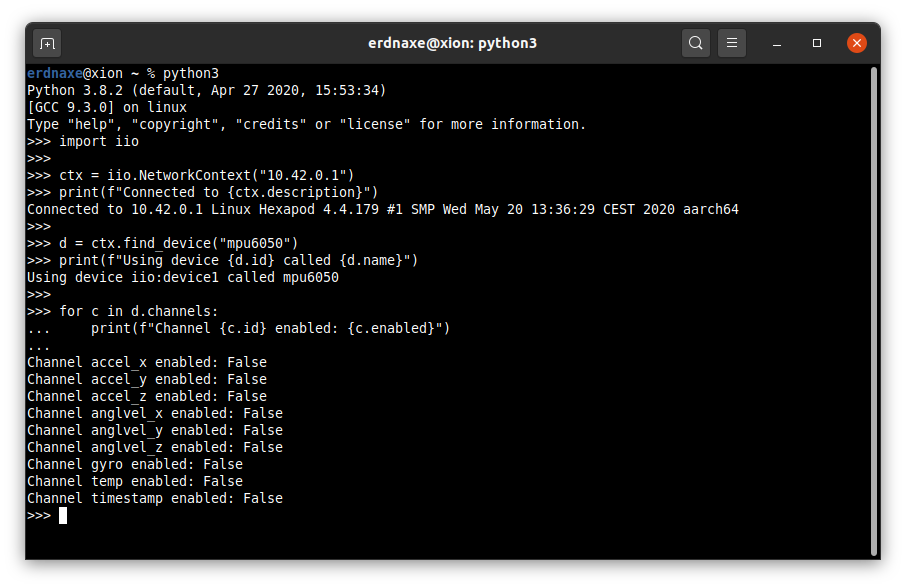 erdnaxe@xion: python3
erdnaxe@xion ~ % python3
Python 3.8.2 (default, Apr 27 2020, 15:53:34)
[GCC 9.3.0] on linux
Type "help", "copyright", "credits" or "license" for more information.
>>> import iio
>>>
>>> ctx = iio.NetworkContext("10.42.0.1")
>>> print(f"Connected to {ctx.description}")
Connected to 10.42.0.1 Linux Hexapod 4.4.179 #1 SMP Wed May 20 13:36:29 CEST 2020 aarch64
>>>
>>> d = ctx.find_device("mpu6050")
>>> print(f"Using device {d.id} called {d.name}")
Using device iio:device1 called mpu6050
>>>
>>> for c in d.channels:
...     print(f"Channel {c.id} enabled: {c.enabled}")
...
Channel accel_x enabled: False
Channel accel_y enabled: False
Channel accel_z enabled: False
Channel anglvel_x enabled: False
Channel anglvel_y enabled: False
Channel anglvel_z enabled: False
Channel gyro enabled: False
Channel temp enabled: False
Channel timestamp enabled: False
>>>